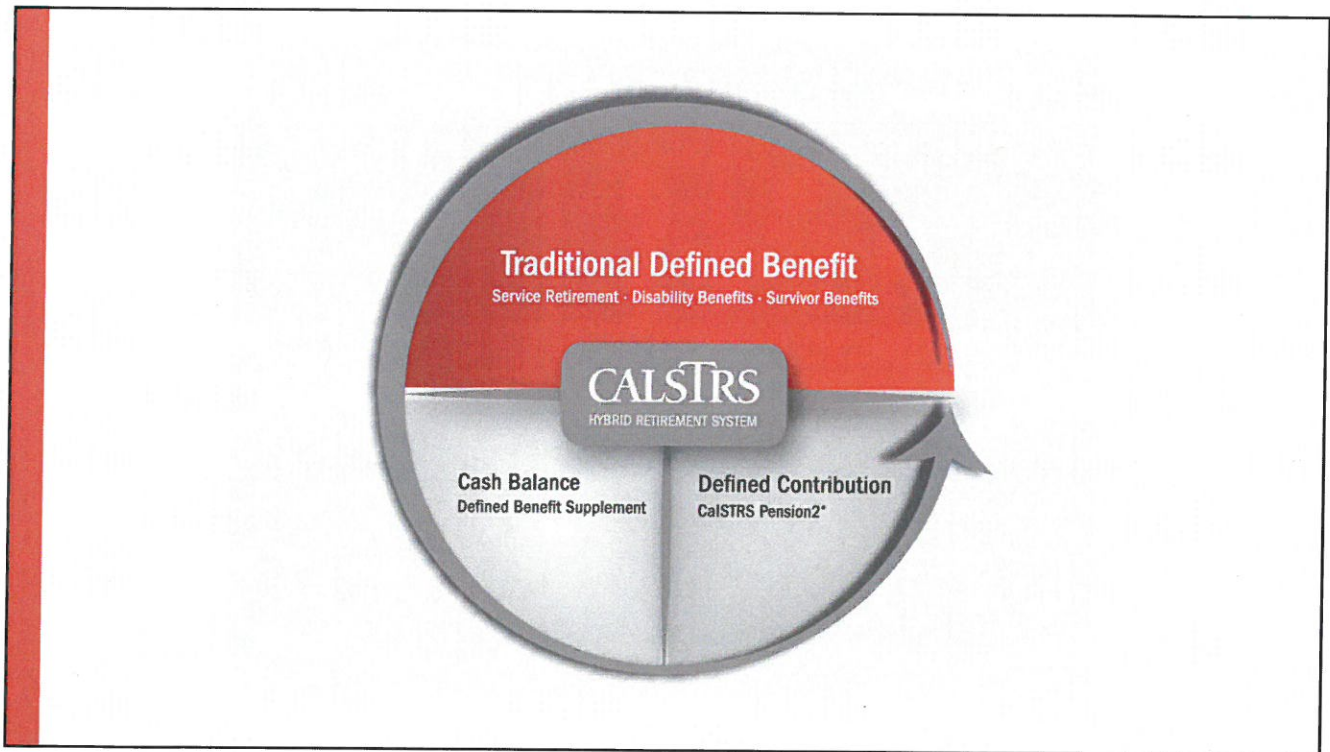 Traditional Defined Benefit
Service Retirement · Disability Benefits · Survivor Benefits
CALSTRS
HYBRID RETIREMENT SYSTEM
Cash Balance
Defined Benefit Supplement
Defined Contribution
CalSTRS Pension2®